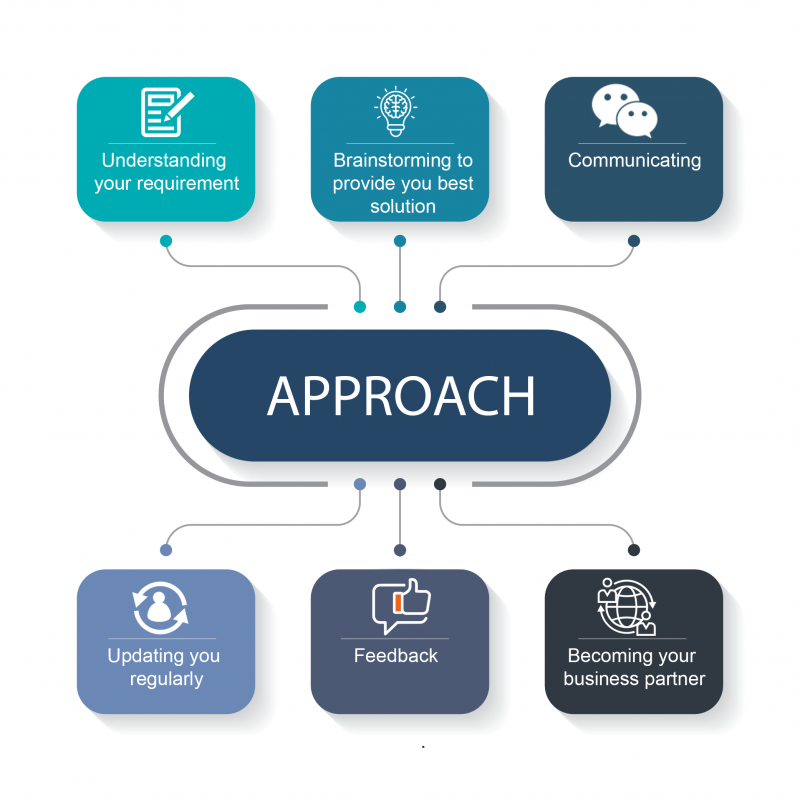 Understanding
your requirement
Brainstorming to
provide you best
solution
Communicating
APPROACH
Updating you
regularly
Feedback
Becoming your
business partner
.